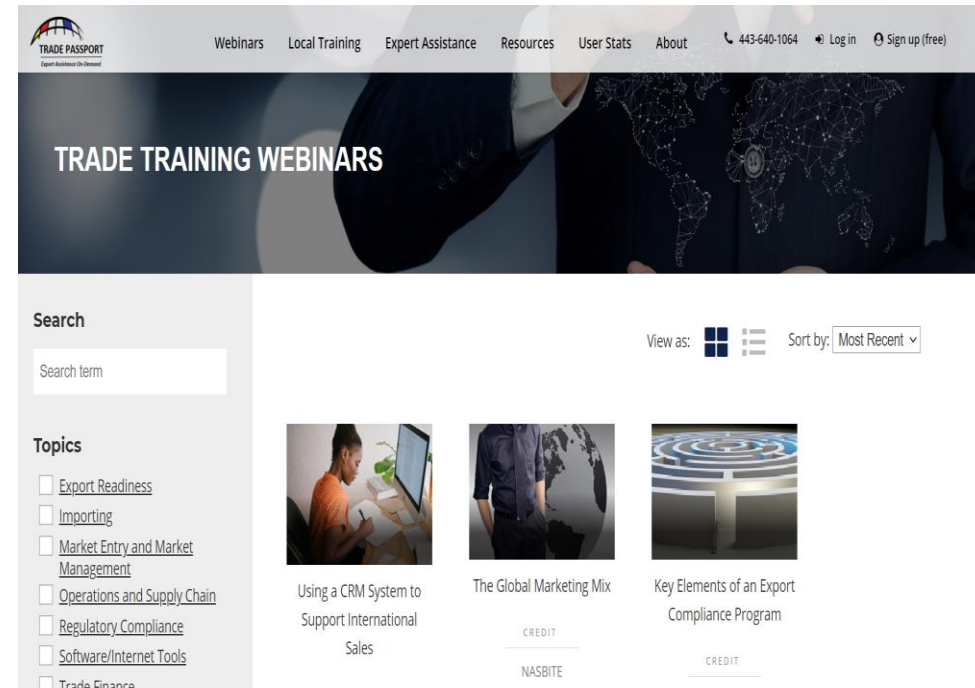 TRADE PASSPORT
Export Assistance On-Demand
Webinars Local Training Expert Assistance Resources User Stats About 443-640-1064 Log in Sign up (free)
TRADE TRAINING WEBINARS
Search
Search term
Topics
Export Readiness
Importing
Market Entry and Market
Management
Operations and Supply Chain
Regulatory Compliance
Software/Internet Tools
Trade Finance
View as: Sort by: Most Recent
Using a CRM System to
Support International
Sales
The Global Marketing Mix
CREDIT
NASBITE
Key Elements of an Export
Compliance Program
CREDIT